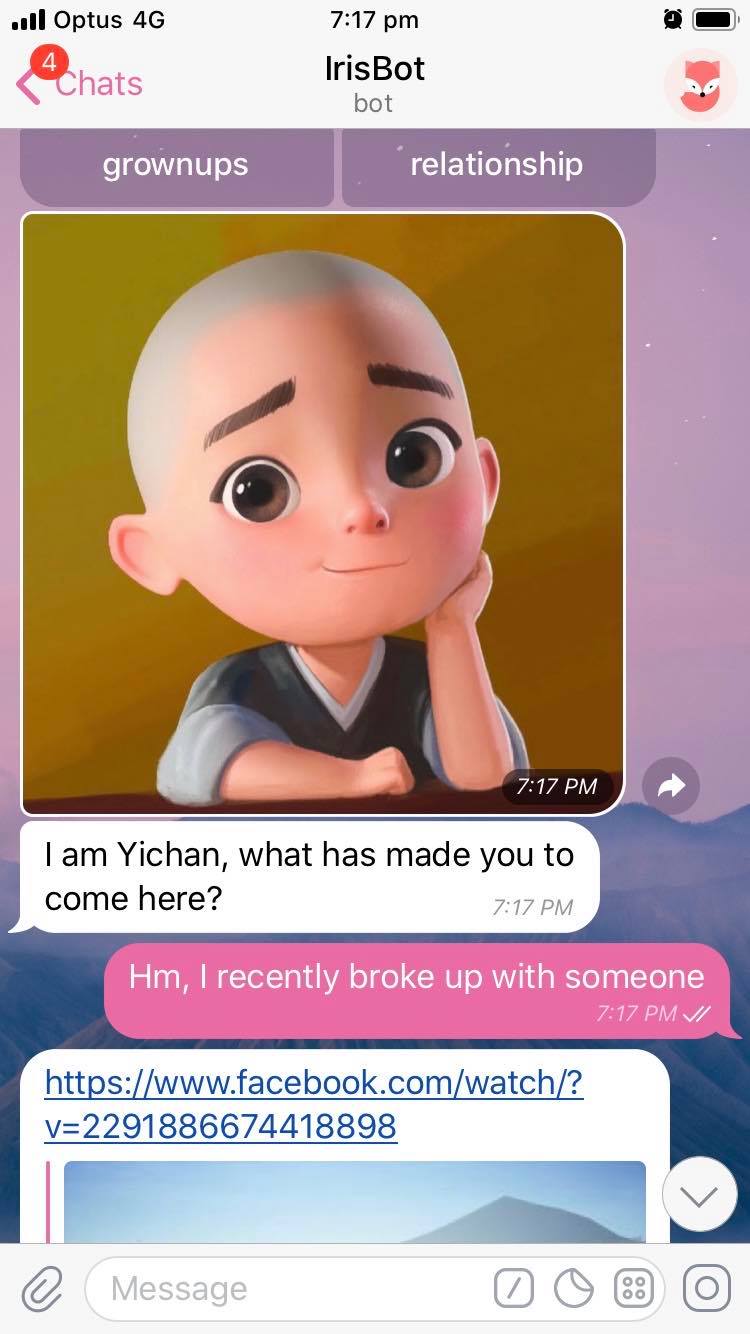 Optus 4G 7:17 pm
4
Chats
IrisBot
bot
grownups relationship
7:17 PM
I am Yichan, what has made you to
come here?
7:17 PM
Hm, I recently broke up with someone
7:17 PM
https://www.facebook.com/watch/?
v=2291886674418898
Message